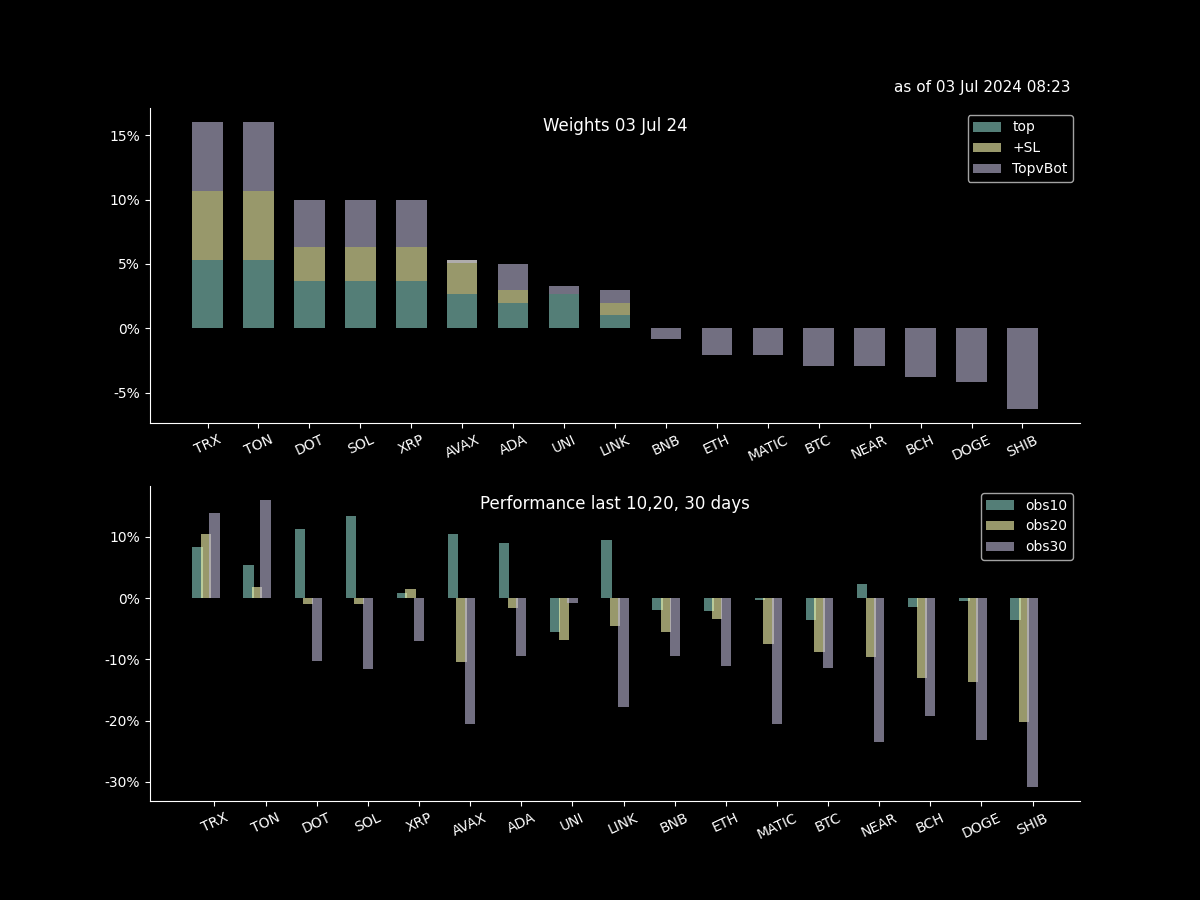 as of 03 Jul 2024 08:23
Weights 03 Jul 24
top
+SL
TopvBot
15%
10%
5%
0%
-5%
TRX TON DOT SOL XRP AVAX ADA UNI LINK BNB ETH MATIC BTC NEAR BCH DOGE SHIB
Performance last 10,20, 30 days
obs10
obs20
obs30
10%
0%
-10%
-20%
-30%
TRX TON DOT SOL XRP AVAX ADA UNI LINK BNB ETH MATIC BTC NEAR BCH DOGE SHIB